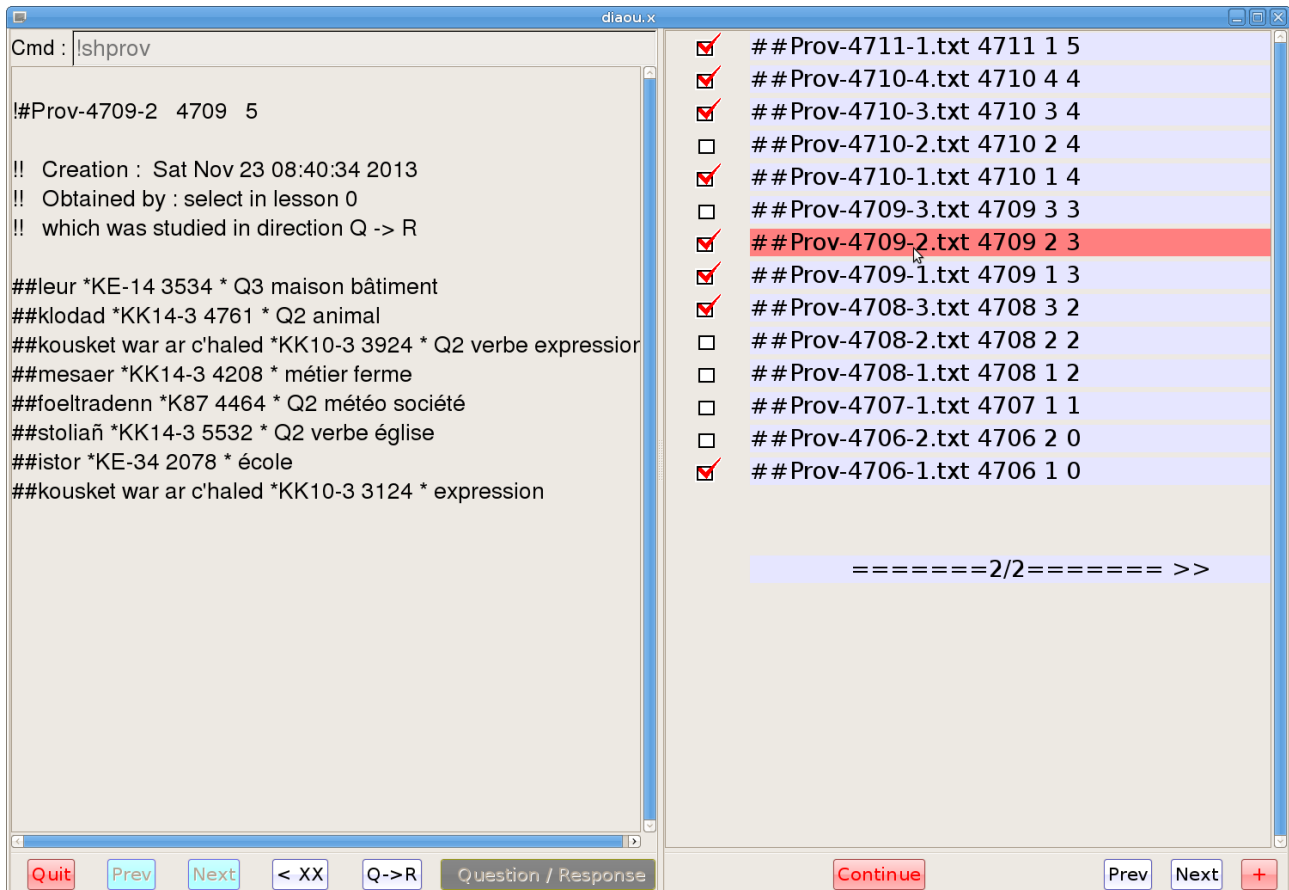 diaou.x
Cmd : !shprov
!#Prov-4709-2 4709 5
!! Creation : Sat Nov 23 08:40:34 2013
!! Obtained by : select in lesson 0
!! which was studied in direction Q -> R
##leur *KE-14 3534 * Q3 maison bâtiment
##klodad *KK14-3 4761 * Q2 animal
##kousket war ar c'haled *KK10-3 3924 * Q2 verbe expression
##mesaer *KK14-3 4208 * métier ferme
##foeltradenn *K87 4464 * Q2 météo société
##stoliañ *KK14-3 5532 * Q2 verbe église
##istor *KE-34 2078 * école
##kousket war ar c'haled *KK10-3 3124 * expression
Quit
Prev
Next
< XX
Q->R
Question / Response
##Prov-4711-1.txt 4711 1 5
##Prov-4710-4.txt 4710 4 4
##Prov-4710-3.txt 4710 3 4
##Prov-4710-2.txt 4710 2 4
##Prov-4710-1.txt 4710 1 4
##Prov-4709-3.txt 4709 3 3
##Prov-4709-2.txt 4709 2 3
##Prov-4709-1.txt 4709 1 3
##Prov-4708-3.txt 4708 3 2
##Prov-4708-2.txt 4708 2 2
##Prov-4708-1.txt 4708 1 2
##Prov-4707-1.txt 4707 1 1
##Prov-4706-2.txt 4706 2 0
##Prov-4706-1.txt 4706 1 0
=======2/2======= >>
Continue
Prev
Next
+